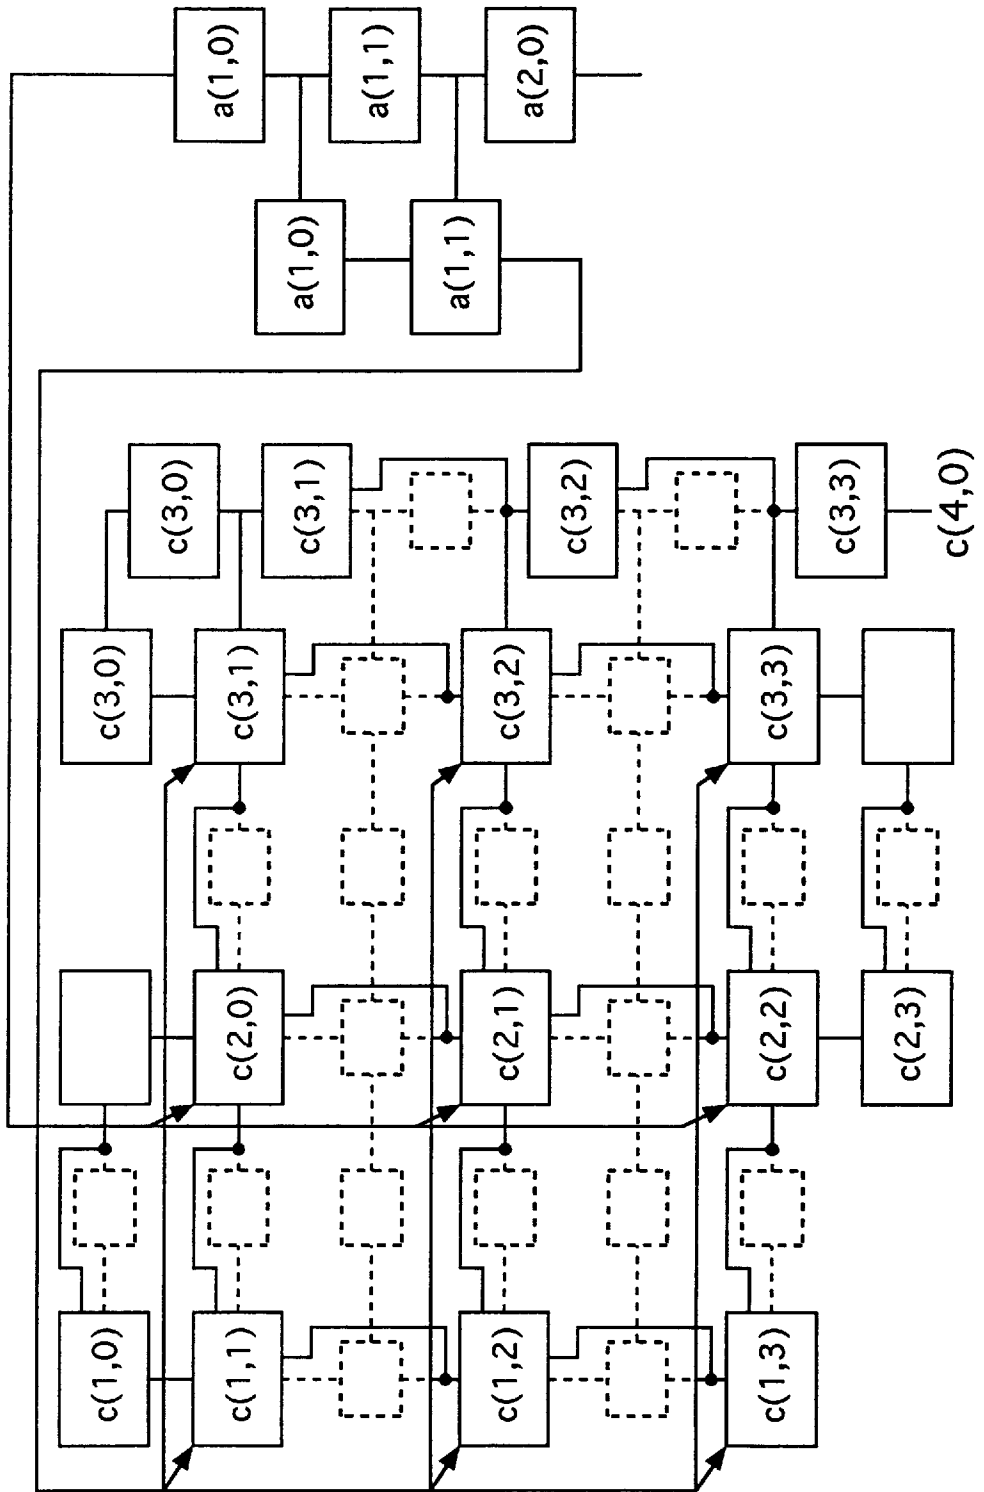 a(1,0)
a(1,1)
a(2,0)
a(1,0)
a(1,1)
c(3,0)
c(3,1)
c(3,2)
c(3,3)
c(4,0)
c(3,0)
c(3,1)
c(3,2)
c(3,3)
c(2,0)
c(2,1)
c(2,2)
c(2,3)
c(1,0)
c(1,1)
c(1,2)
c(1,3)